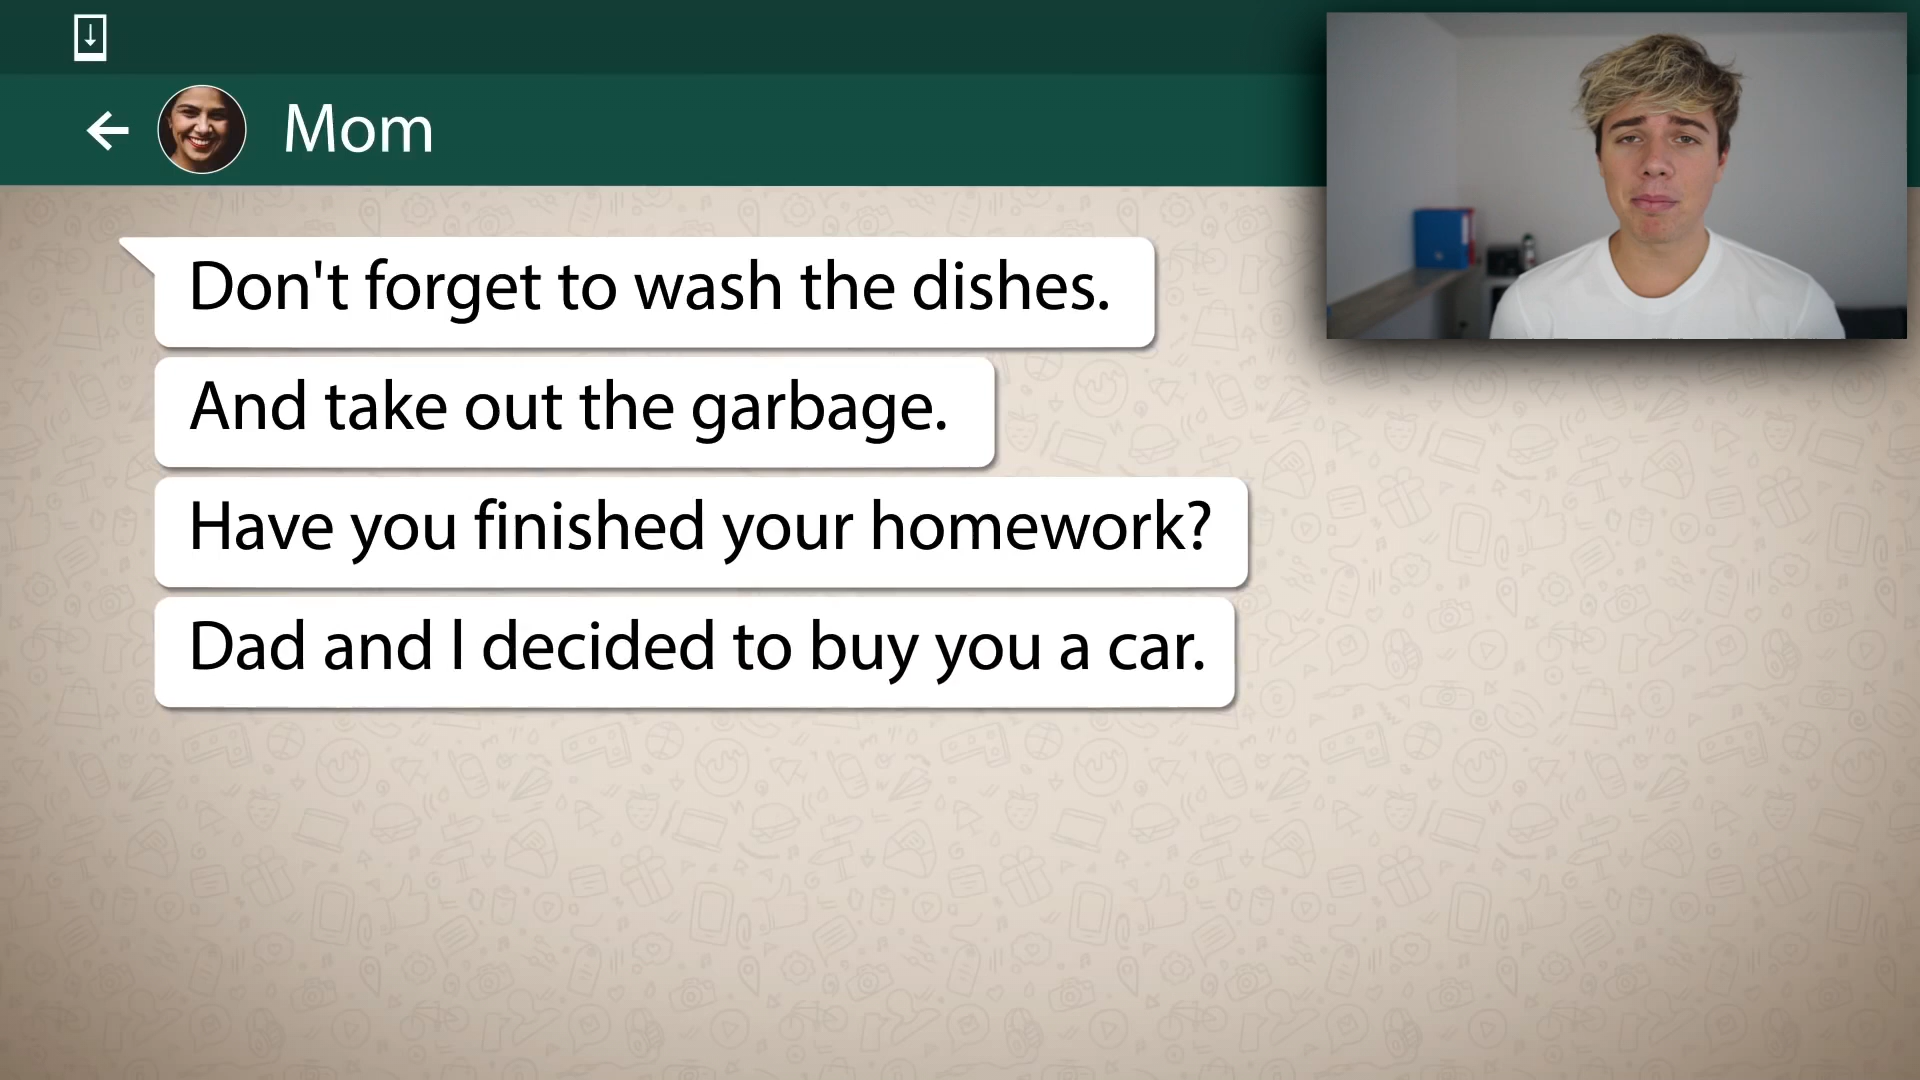 Mom
Don't forget to wash the dishes.
And take out the garbage.
Have you finished your homework?
Dad and I decided to buy you a car.